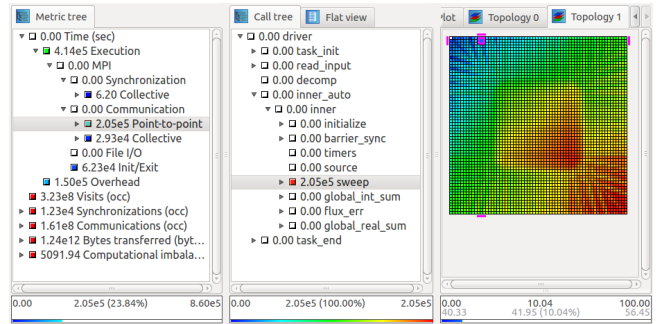 Metric tree
0.00 Time (sec)
4.14e5 Execution
0.00 MPI
0.00 Synchronization
6.20 Collective
0.00 Communication
2.05e5 Point-to-point
2.93e4 Collective
0.00 File I/O
6.23e4 Init/Exit
1.50e5 Overhead
3.23e8 Visits (occ)
1.23e4 Synchronizations (occ)
1.61e8 Communications (occ)
1.24e12 Bytes transferred (byt...
5091.94 Computational imbala...
0.00 2.05e5 (23.84%) 8.60e5
Call tree Flat view
0.00 driver
0.00 task_init
0.00 read_input
0.00 decomp
0.00 inner_auto
0.00 inner
0.00 initialize
0.00 barrier_sync
0.00 timers
0.00 source
2.05e5 sweep
0.00 global_int_sum
0.00 flux_err
0.00 global_real_sum
0.00 task_end
0.00 2.05e5 (100.00%) 2.05e5
Plot Topology 0 Topology 1
0.00 10.04 100.00
40.33 41.95 (10.04%) 56.45